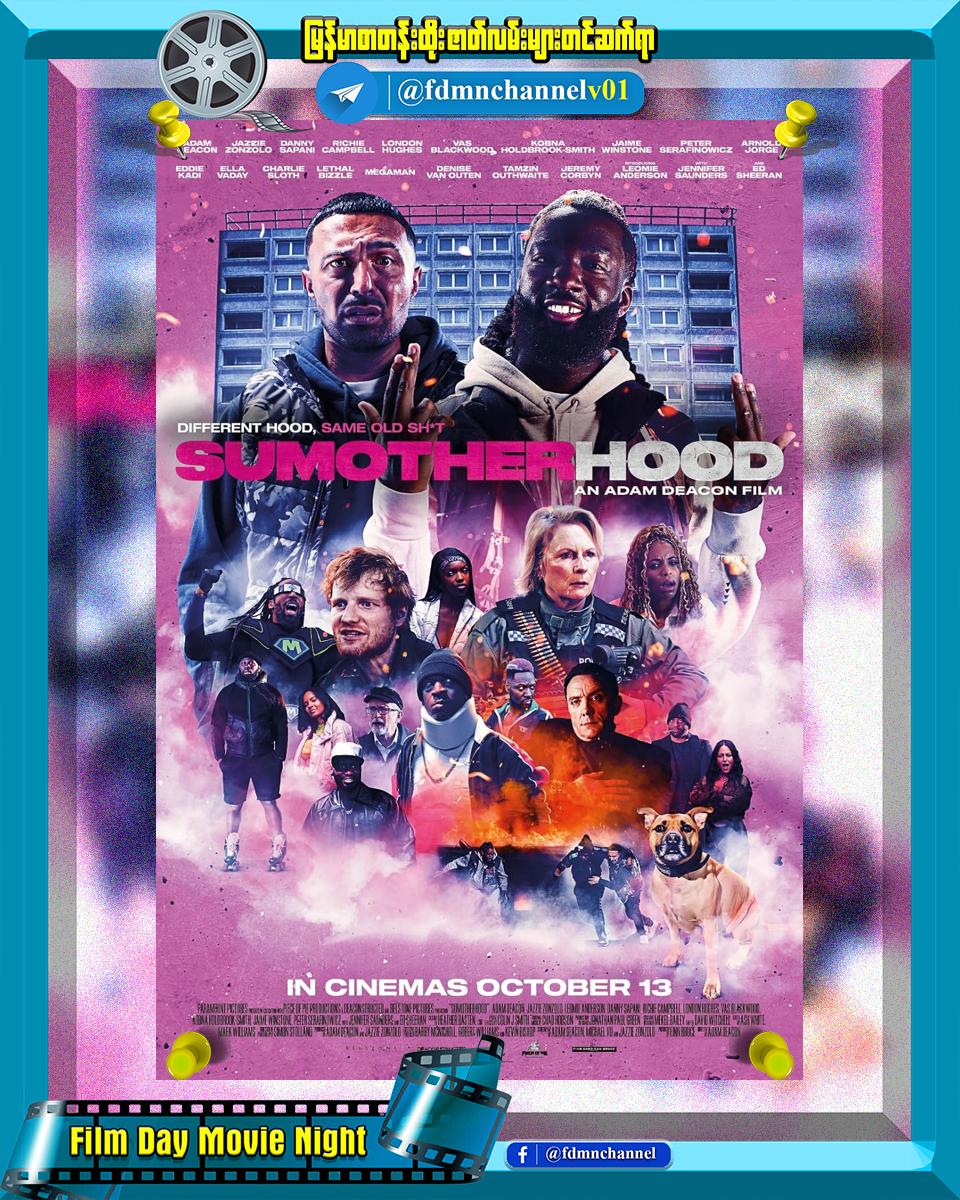 မြန်မာစာတန်းထိုးဇာတ်လမ်းများတင်ဆက်ရာ
@fdmnchannelv01
ADAM DEACON JAZZIE ZONZOLO DANNY SAPANI RICHIE CAMPBELL LONDON HUGHES VAS BLACKWOOD KOBNA HOLDBROOK-SMITH JAIME WINSTONE PETER SERAFINOWICZ ARNOLD JORGE
EDDIE KADI ELLA VADAY CHARLIE SLOTH LETHAL BIZZLE MEGAMAN DENISE VAN OUTEN TAMZIN OUTHWAITE JEREMY CORBYN INTRODUCING LEOMIE ANDERSON WITH JENNIFER SAUNDERS AND ED SHEERAN
DIFFERENT HOOD, SAME OLD SH*T
SUMOTHERHOOD
AN ADAM DEACON FILM
M
IN CINEMAS OCTOBER 13
Film Day Movie Night
@fdmnchannel